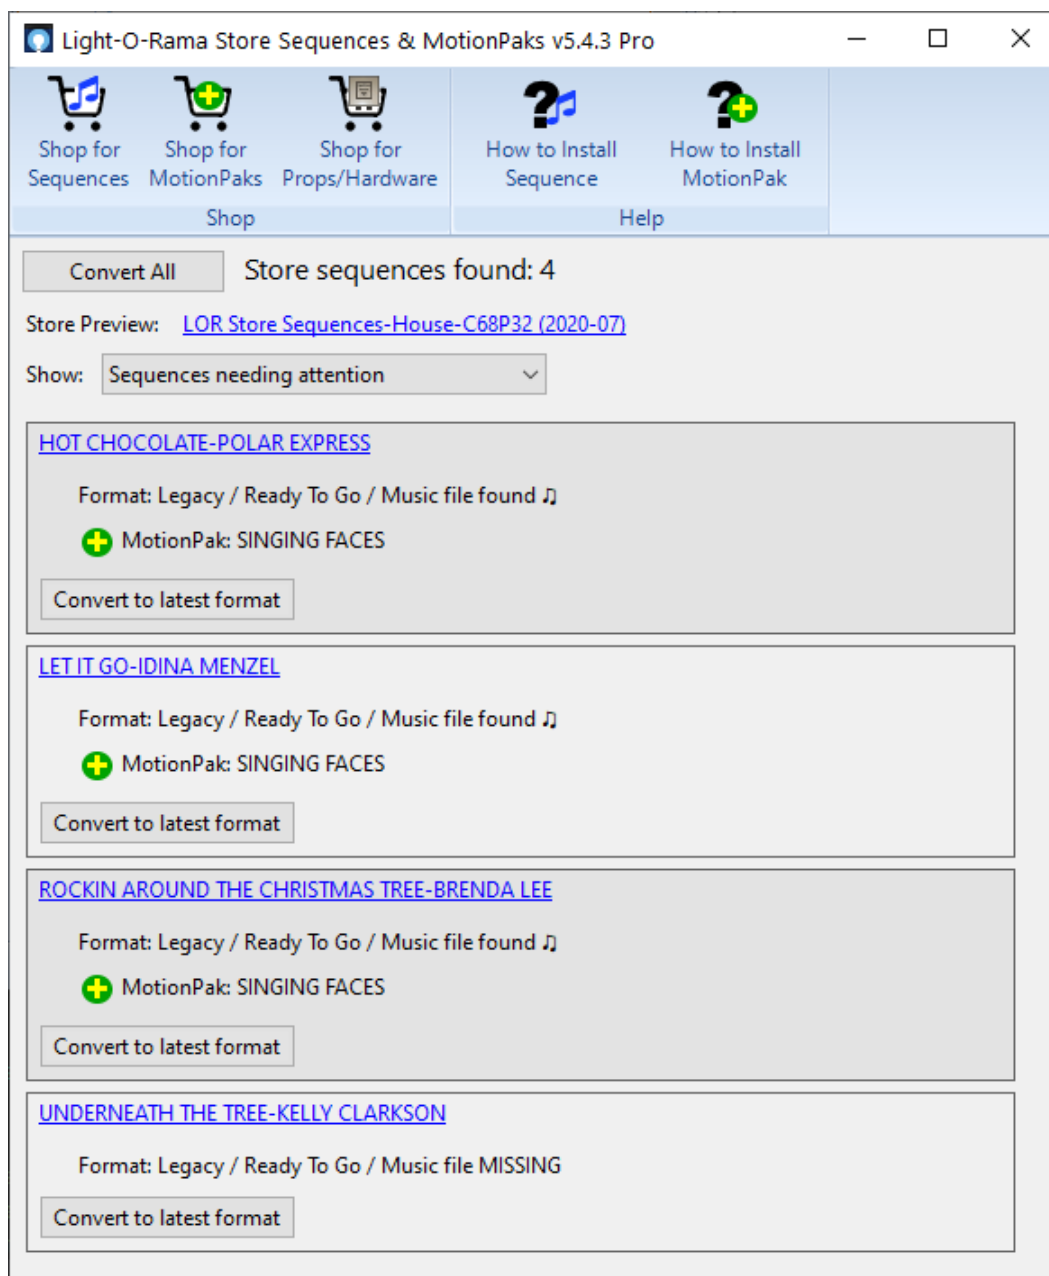 Light-O-Rama Store Sequences & MotionPaks v5.4.3 Pro
Shop for Sequences
Shop for MotionPaks
Shop for Props/Hardware
How to Install Sequence
How to Install MotionPak
Shop
Help
Convert All
Store sequences found: 4
Store Preview: LOR Store Sequences-House-C68P32 (2020-07)
Show: Sequences needing attention
HOT CHOCOLATE-POLAR EXPRESS
Format: Legacy / Ready To Go / Music file found ♫
MotionPak: SINGING FACES
Convert to latest format
LET IT GO-IDINA MENZEL
Format: Legacy / Ready To Go / Music file found ♫
MotionPak: SINGING FACES
Convert to latest format
ROCKIN AROUND THE CHRISTMAS TREE-BRENDA LEE
Format: Legacy / Ready To Go / Music file found ♫
MotionPak: SINGING FACES
Convert to latest format
UNDERNEATH THE TREE-KELLY CLARKSON
Format: Legacy / Ready To Go / Music file MISSING
Convert to latest format